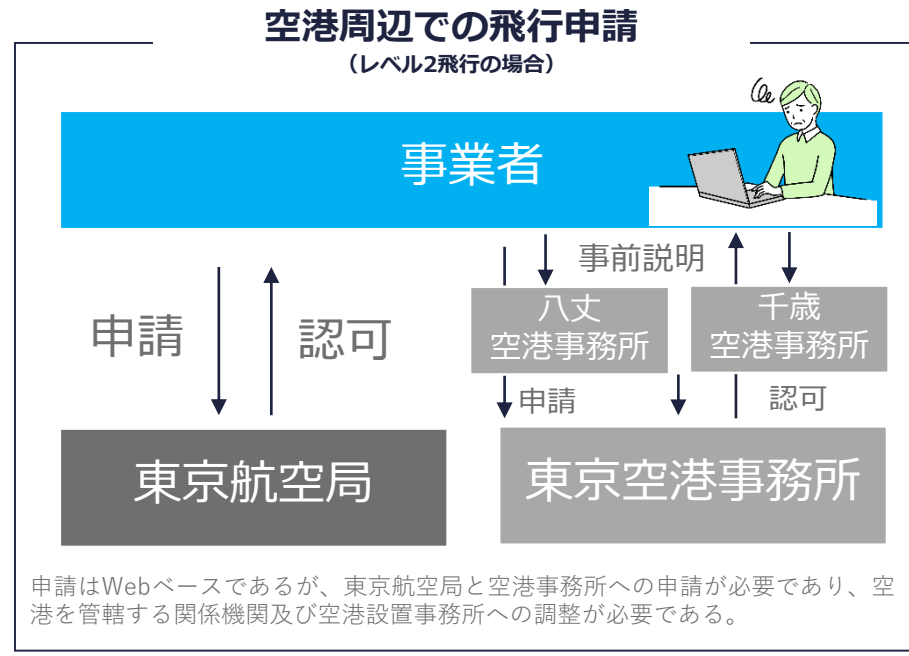 空港周辺での飛行申請
（レベル2飛行の場合）
事業者
事前説明
八丈
空港事務所
千歳
空港事務所
申請
認可
申請
認可
東京航空局
東京空港事務所
申請はWebベースであるが、東京航空局と空港事務所への申請が必要であり、空
港を管轄する関係機関及び空港設置事務所への調整が必要である。